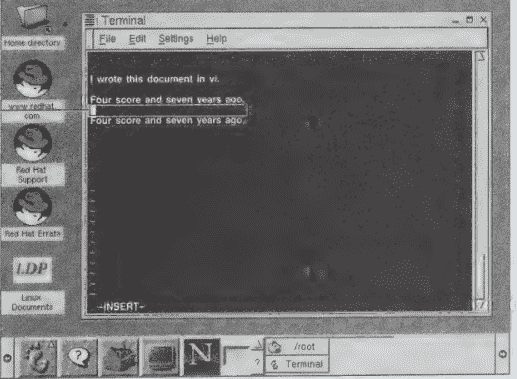 Terminal
File Edit Settings Help
Home directory
I wrote this document in vi.
Four score and seven years ago.
www.redhat.
com
Four score and seven years ago.
Red Hat
Support
Red Hat Errata
LDP
Linux
Documents
~INSERT~
N
?
/root
?
Terminal